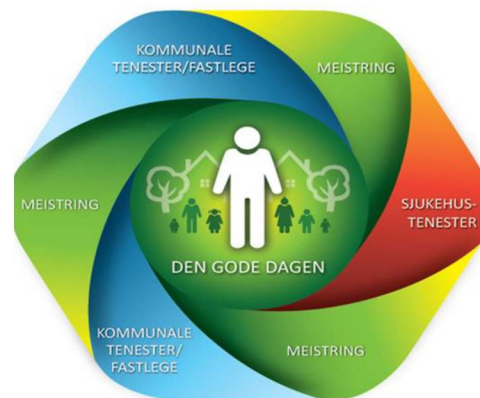 KOMMUNALE
TENESTER/FASTLEGE
MEISTRING
MEISTRING
SJUKEHUS-
TENESTER
DEN GODE DAGEN
KOMMUNALE
TENESTER/
FASTLEGE
MEISTRING